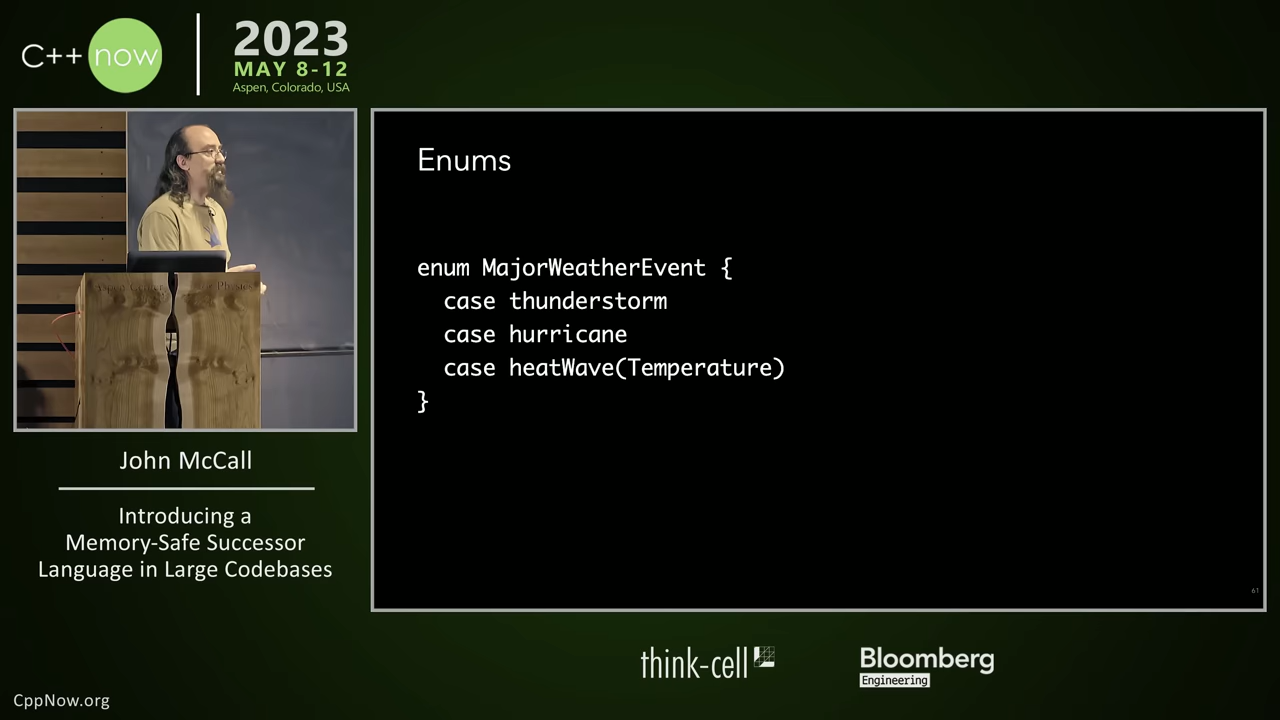 C++ now
2023
MAY 8-12
Aspen, Colorado, USA
John McCall
Introducing a
Memory-Safe Successor
Language in Large Codebases
Enums
enum MajorWeatherEvent {
case thunderstorm
case hurricane
case heatWave(Temperature)
}
61
think-cell
Bloomberg
Engineering
CppNow.org